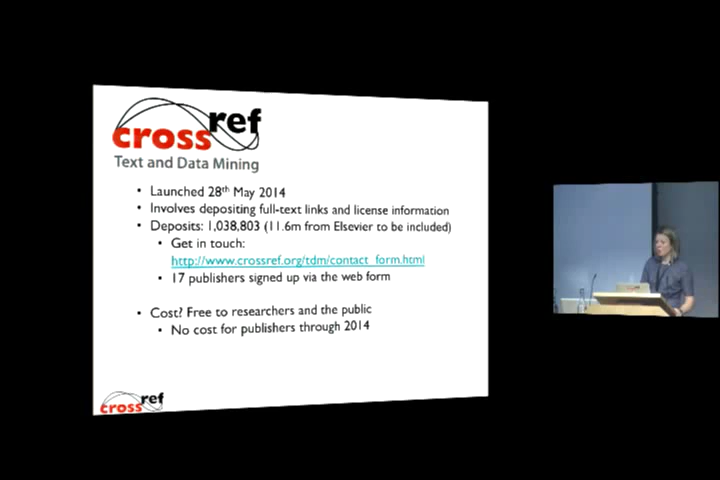 crossref
Text and Data Mining
• Launched 28th May 2014
• Involves depositing full-text links and license information
• Deposits: 1,038,803 (11.6m from Elsevier to be included)
• Get in touch:
http://www.crossref.org/tdm/contact_form.html
• 17 publishers signed up via the web form
• Cost? Free to researchers and the public
• No cost for publishers through 2014
crossref